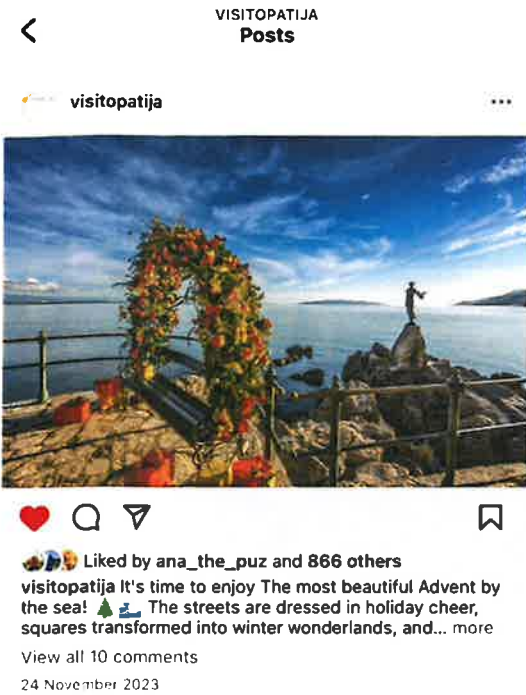 VISITOPATIJA
Posts
visitopatija
Liked by ana_the_puz and 866 others
visitopatija It's time to enjoy The most beautiful Advent by
the sea! 🌲 The streets are dressed in holiday cheer,
squares transformed into winter wonderlands, and... more
View all 10 comments
24 November 2023